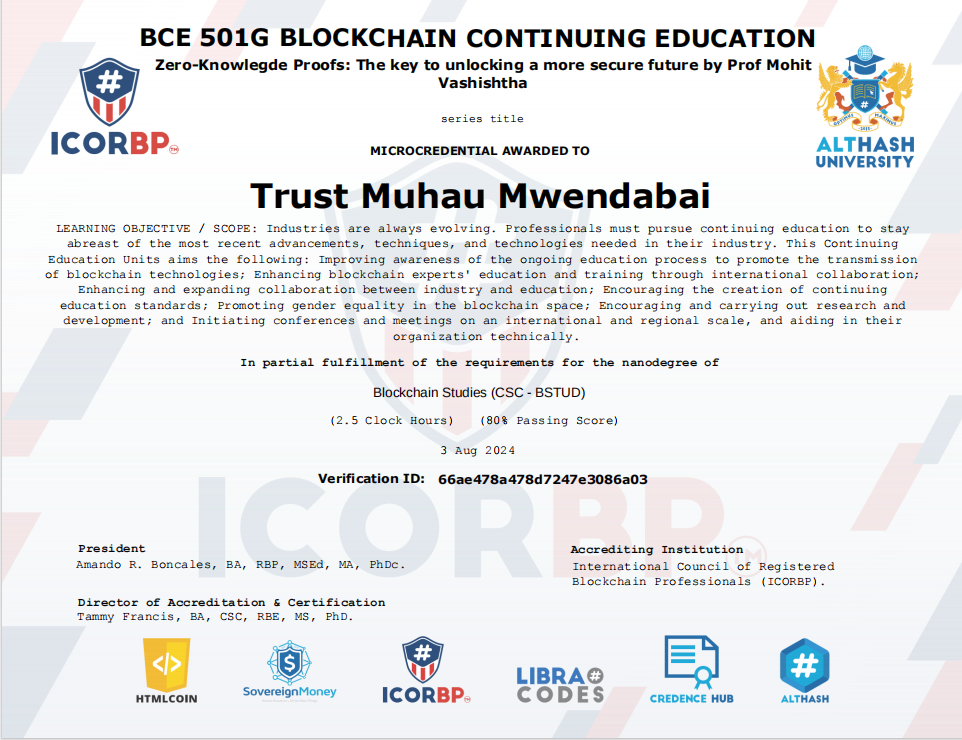 BCE 501G BLOCKCHAIN CONTINUING EDUCATION
Zero-Knowlegde Proofs: The key to unlocking a more secure future by Prof Mohit
Vashishtha
ICORBP
TM
ALTHASH
UNIVERSITY
series title
MICROCREDENTIAL AWARDED TO
Trust Muhau Mwendabai
LEARNING OBJECTIVE / SCOPE: Industries are always evolving. Professionals must pursue continuing education to stay
abreast of the most recent advancements, techniques, and technologies needed in their industry. This Continuing
Education Units aims the following: Improving awareness of the ongoing education process to promote the transmission
of blockchain technologies; Enhancing blockchain experts' education and training through international collaboration;
Enhancing and expanding collaboration between industry and education; Encouraging the creation of continuing
education standards; Promoting gender equality in the blockchain space; Encouraging and carrying out research and
development; and Initiating conferences and meetings on an international and regional scale, and aiding in their
organization technically.
In partial fulfillment of the requirements for the nanodegree of
Blockchain Studies (CSC - BSTUD)
(2.5 Clock Hours) (80% Passing Score)
3 Aug 2024
Verification ID: 66ae478a478d7247e3086a03
ICORBP
TM
President
Amando R. Boncales, BA, RBP, MSEd, MA, PhDc.
Accrediting Institution
International Council of Registered
Blockchain Professionals (ICORBP).
Director of Accreditation & Certification
Tammy Francis, BA, CSC, RBE, MS, PhD.
HTMLCOIN
SovereignMoney
ICORBP
TM
LIBRA#
CODES
CREDENCE HUB
ALTHASH